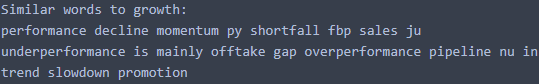 Similar words to growth:
performance decline momentum py shortfall fbp sales ju
underperformance is mainly offtake gap overperformance pipeline nu in
trend slowdown promotion